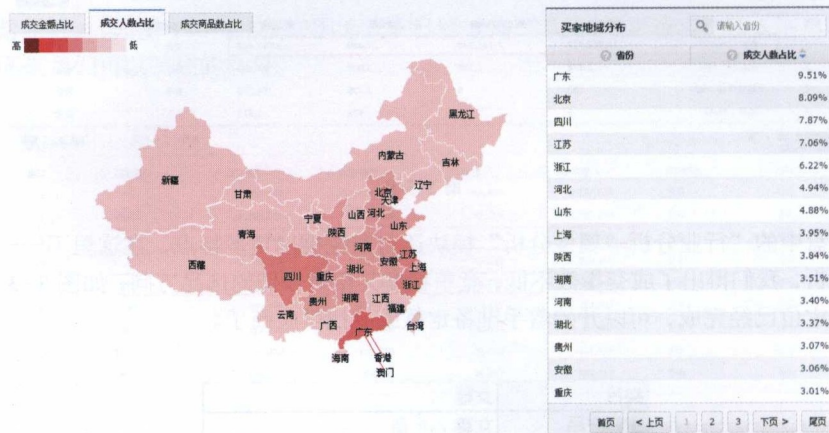 成交金额占比 成交人数占比 成交商品数占比
高 低
黑龙江
内蒙古
吉林
新疆
辽宁
甘肃
北京
天津
宁夏
山西
河北
青海
山东
陕西
河南
江苏
西藏
安徽
上海
四川
重庆
湖北
浙江
贵州
湖南
江西
福建
云南
广西
广东
台湾
海南
香港
澳门
买家地域分布 请输入省份
省份 成交人数占比
广东 9.51%
北京 8.09%
四川 7.87%
江苏 7.06%
浙江 6.22%
河北 4.94%
山东 4.88%
上海 3.95%
陕西 3.84%
湖南 3.51%
河南 3.40%
湖北 3.37%
贵州 3.07%
安徽 3.06%
重庆 3.01%
首页 < 上页 1 2 3 下页 > 尾页